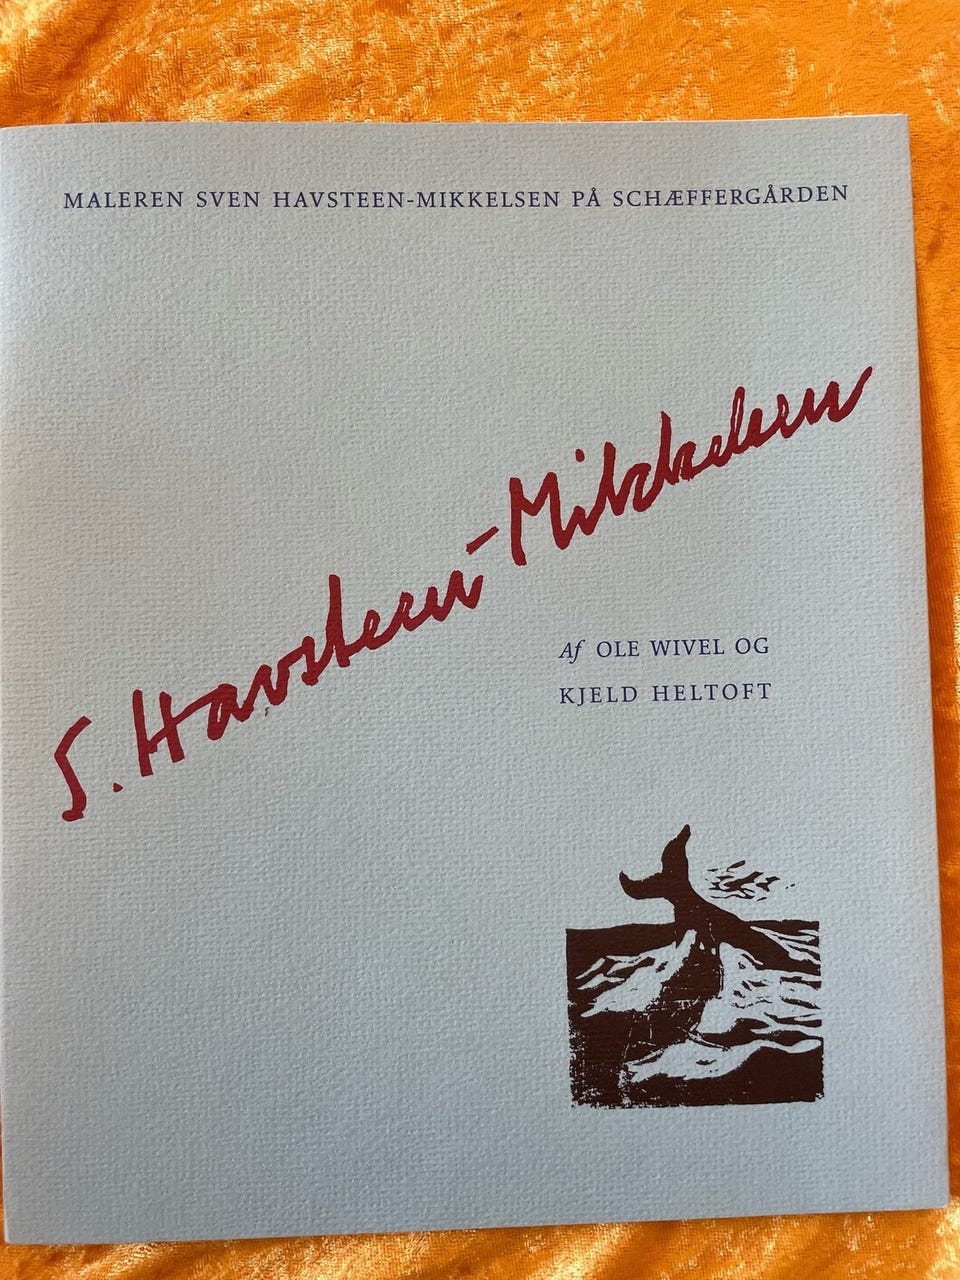 MALEREN SVEN HAVSTEEN-MIKKELSEN PÅ SCHÆFFERGÅRDEN
S. Havsteen-Mikkelsen
Af OLE WIVEL OG
KJELD HELTOFT